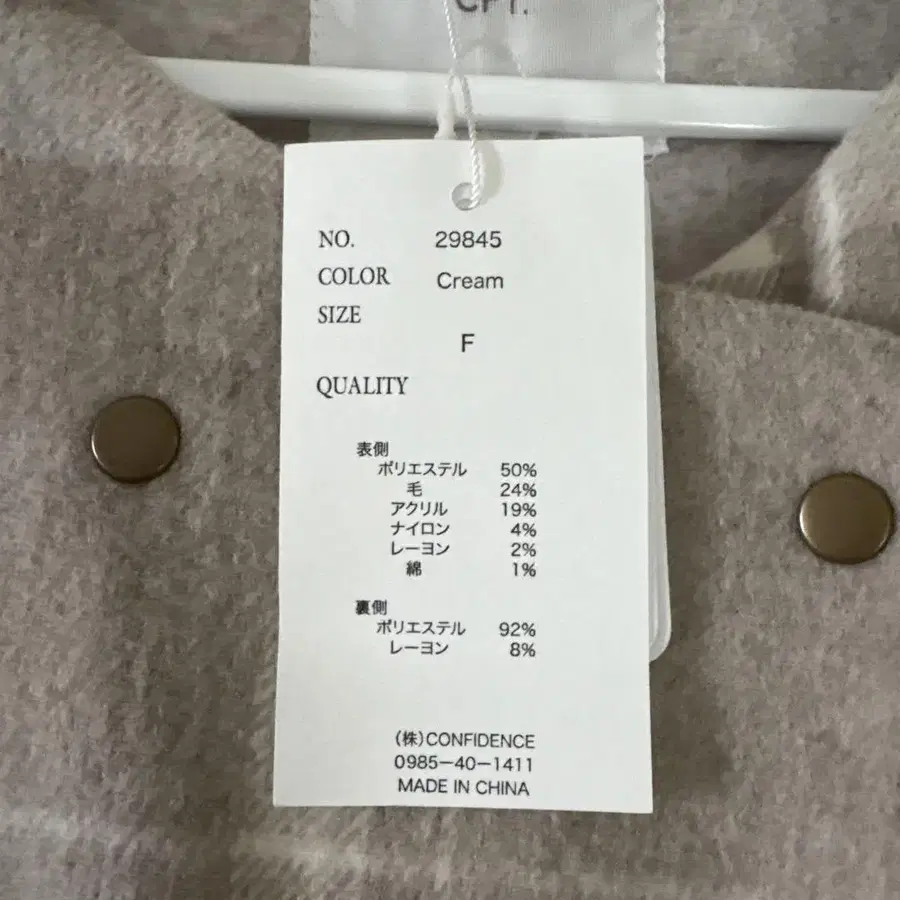 CPT.
NO. 29845
COLOR Cream
SIZE
F
QUALITY
表側
ポリエステル 50%
毛 24%
アクリル 19%
ナイロン 4%
レーヨン 2%
綿 1%
裏側
ポリエステル 92%
レーヨン 8%
(株)CONFIDENCE
0985-40-1411
MADE IN CHINA